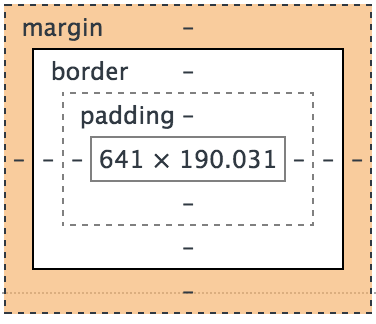 margin -
border -
padding -
- - - 641 × 190.031 - - -
-
-
-